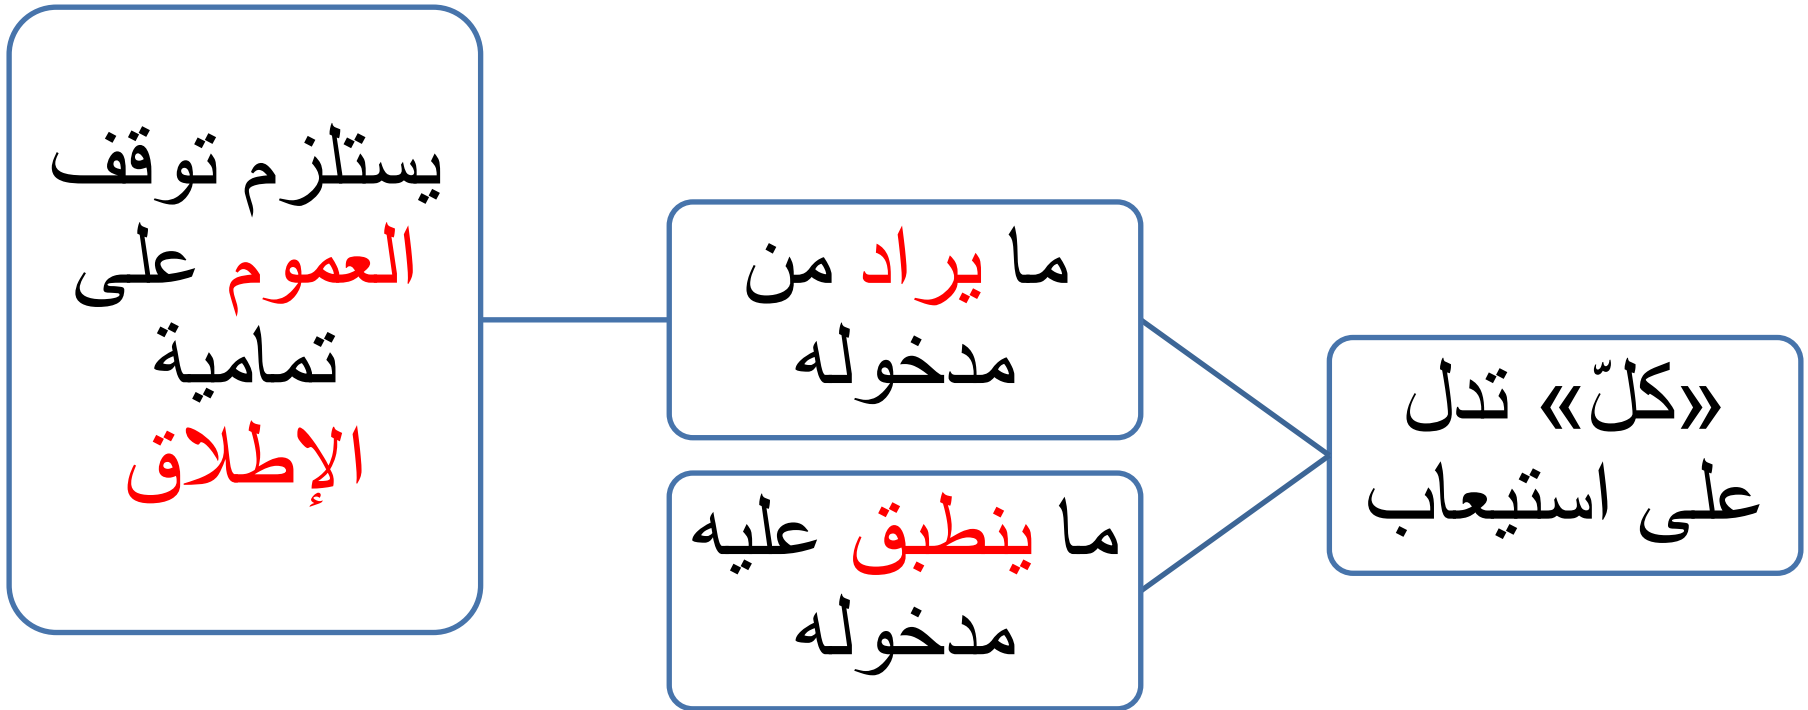 «كلّ» تدل
على استيعاب
ما يراد من
مدخوله
يستلزم توقف
العموم على
تمامية
الإطلاق
ما ينطبق عليه
مدخوله